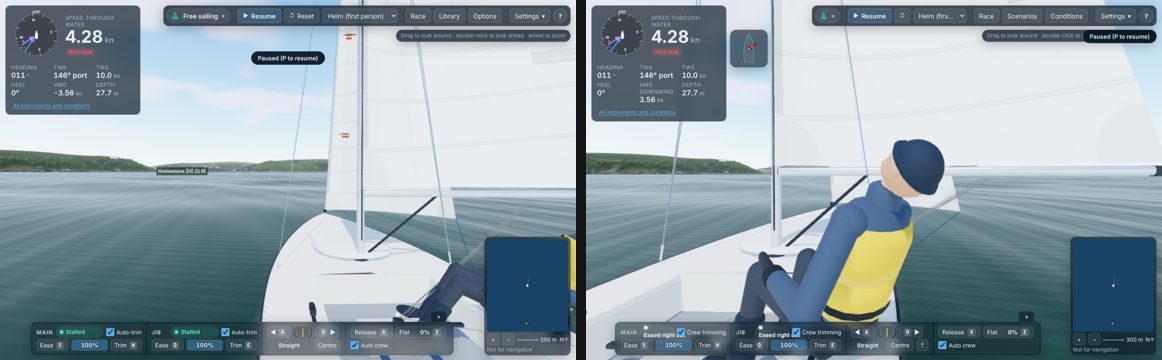 SPEED THROUGH
WATER
4.28 kn
Port tack
HEADING TWA TWS
011 ° 146° port 10.0 kn
HEEL VMG DEPTH
0° -3.56 kn 27.7 m
All instruments and conditions
Free sailing
Resume
Reset
Helm (first person)
Race
Library
Options
Settings
?
Drag to look around · double-click to look ahead · wheel to zoom
Paused (P to resume)
MAIN Stalled Auto-trim
Ease S 100% Trim W
JIB Stalled Auto-trim
Ease Q 100% Trim E
A D
Straight Centre
Release X Flat 0% Z
Auto crew
300 m N
Not for navigation
SPEED THROUGH
WATER
4.28 kn
Port tack
HEADING TWA TWS
011 ° 146° port 10.0 kn
HEEL VMG DEPTH
DOWNWIND
0° 27.7 m
3.56 kn
All instruments and conditions
Resume
Helm (firs...
Race
Scenarios
Conditions
Settings
?
Drag to look around · double-click to
Paused (P to resume)
MAIN Eased right Crew trimming
Ease S 100% Trim W
JIB Eased right Crew trimming
Ease Q 100% Trim E
A D
Straight Centre
Release X Flat 0% Z
Auto crew
300 m N
Not for navigation